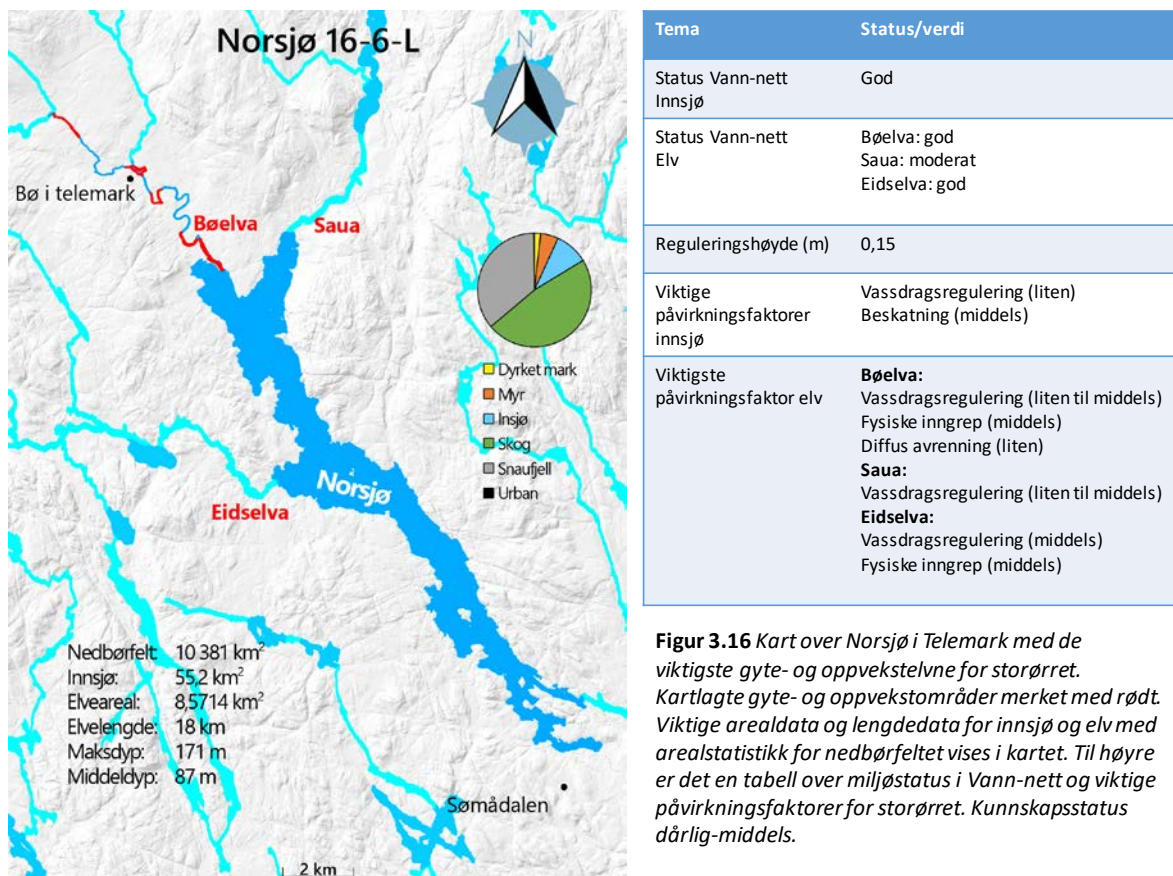 Norsjø 16-6-L
N
Bø i telemark
Bøelva
Saua
Dyrket mark
Myr
Insjø
Skog
Snaufjell
Urban
Norsjø
Eidselva
Nedbørfelt: 10 381 km²
Innsjø: 55,2 km²
Elveareal: 8,5714 km²
Elvelengde: 18 km
Maksdyp: 171 m
Middeldyp: 87 m
Sømådalen
2 km
Tema Status/verdi
Status Vann-nett God
Innsjø
Status Vann-nett Bøelva: god
Elv Saua: moderat
Eidselva: god
Reguleringshøyde (m) 0,15
Viktige Vassdragsregulering (liten)
påvirkningsfaktorer Beskatning (middels)
innsjø
Viktigste Bøelva:
påvirkningsfaktor elv Vassdragsregulering (liten til middels)
Fysiske inngrep (middels)
Diffus avrenning (liten)
Saua:
Vassdragsregulering (liten til middels)
Eidselva:
Vassdragsregulering (middels)
Fysiske inngrep (middels)
Figur 3.16 Kart over Norsjø i Telemark med de
viktigste gyte- og oppvekstelvne for storørret.
Kartlagte gyte- og oppvekstområder merket med rødt.
Viktige arealdata og lengdedata for innsjø og elv med
arealstatistikk for nedbørfeltet vises i kartet. Til høyre
er det en tabell over miljøstatus i Vann-nett og viktige
påvirkningsfaktorer for storørret. Kunnskapsstatus
dårlig-middels.